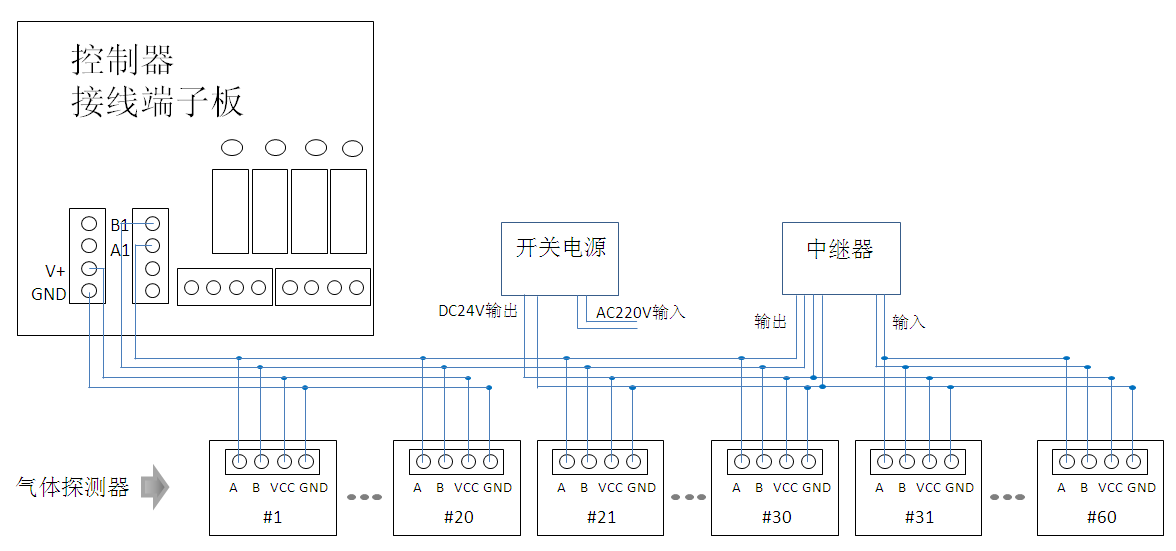 控制器
接线端子板
B1
A1
V+
GND
开关电源
中继器
DC24V输出
AC220V输入
输出
输入
气体探测器
A B VCC GND
#1
A B VCC GND
#20
A B VCC GND
#21
A B VCC GND
#30
A B VCC GND
#31
A B VCC GND
#60